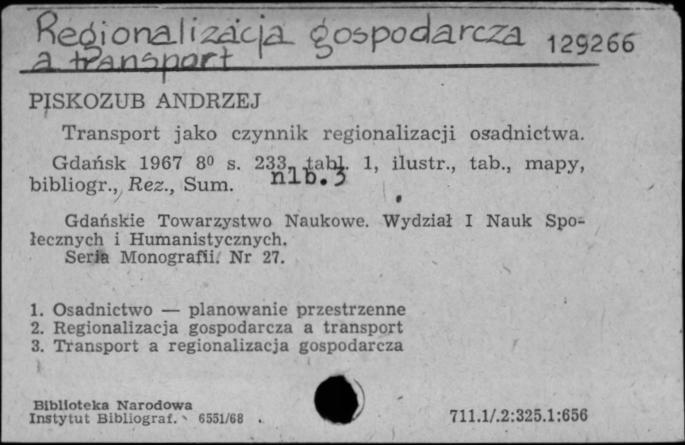 Regionalizacja gospodarcza 129266
a transport
PISKOZUB ANDRZEJ
Transport jako czynnik regionalizacji osadnictwa.
Gdańsk 1967 8⁰ s. 233, tabl. 1, ilustr., tab., mapy,
nlb. 3
bibliogr., Rez., Sum.
Gdańskie Towarzystwo Naukowe. Wydział I Nauk Spo-
łecznych i Humanistycznych.
Seria Monografii. Nr 27.
1. Osadnictwo — planowanie przestrzenne
2. Regionalizacja gospodarcza a transport
3. Transport a regionalizacja gospodarcza
Biblioteka Narodowa
Instytut Bibliograf. 6551/68
711.1/.2:325.1:656